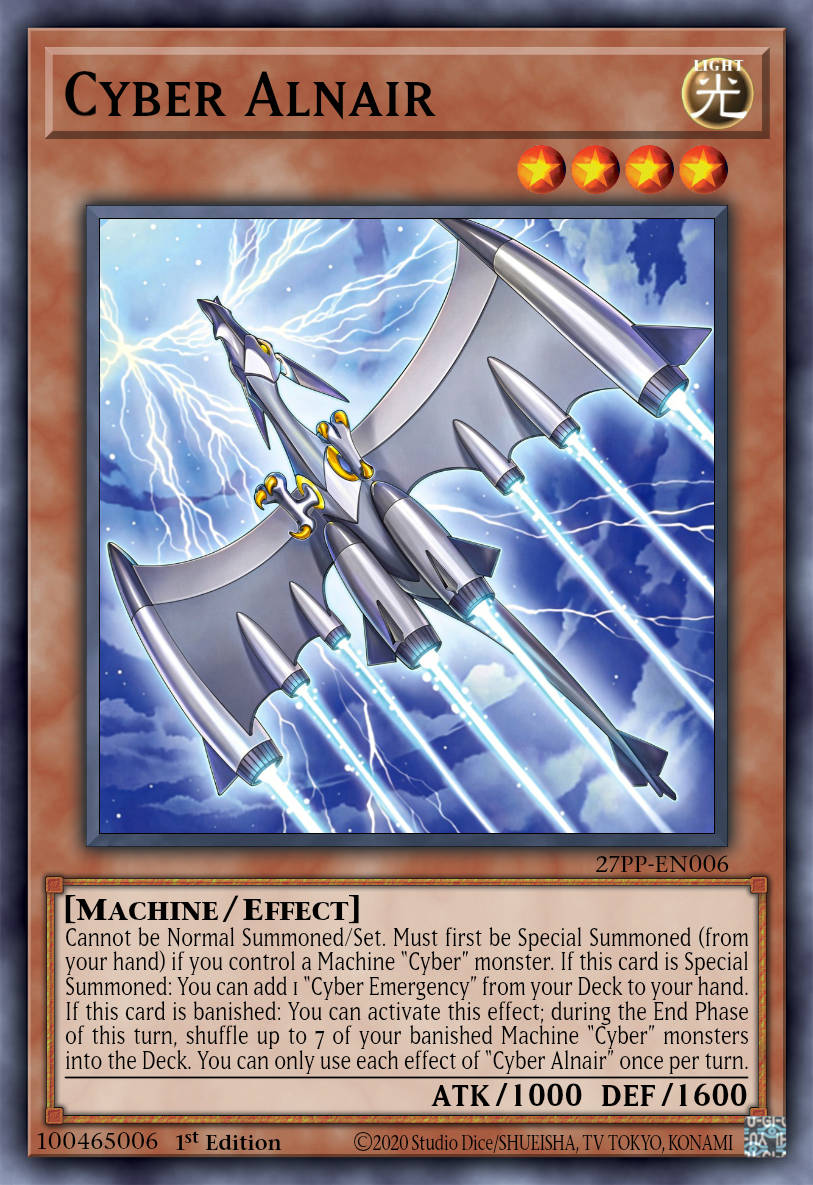 Cyber Alnair
LIGHT
光
27PP-EN006
[Machine/Effect]
Cannot be Normal Summoned/Set. Must first be Special Summoned (from
your hand) if you control a Machine "Cyber" monster. If this card is Special
Summoned: You can add 1 "Cyber Emergency" from your Deck to your hand.
If this card is banished: You can activate this effect; during the End Phase
of this turn, shuffle up to 7 of your banished Machine "Cyber" monsters
into the Deck. You can only use each effect of "Cyber Alnair" once per turn.
ATK/1000 DEF/1600
100465006 1st Edition ©2020 Studio Dice/SHUEISHA, TV TOKYO, KONAMI